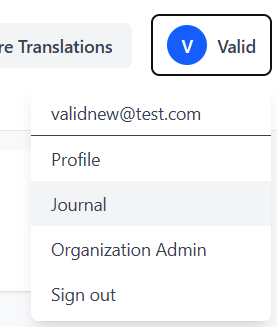 re Translations
V
Valid
validnew@test.com
Profile
Journal
Organization Admin
Sign out